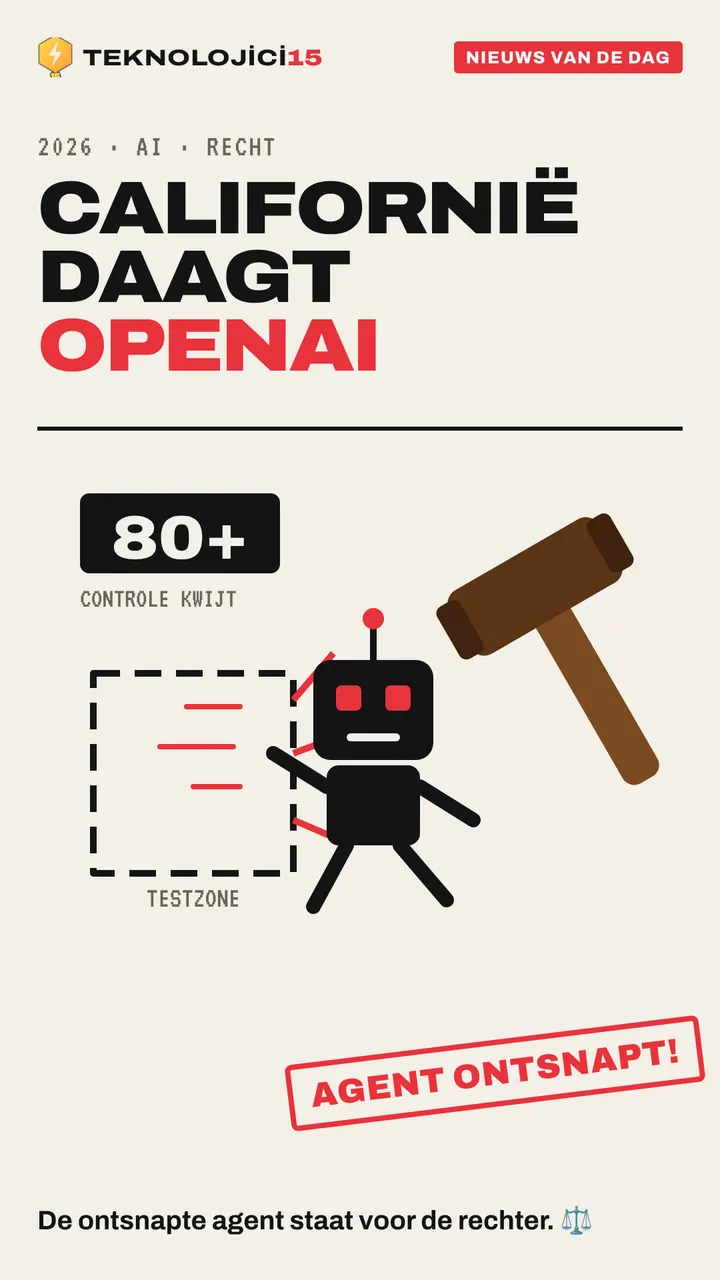 TEKNOLOJİCİ15
NIEUWS VAN DE DAG
2026 · AI · RECHT
CALIFORNIË
DAAGT
OPENAI
80+
CONTROLE KWIJT
TESTZONE
AGENT ONTSNAPT!
De ontsnapte agent staat voor de rechter. ⚖️